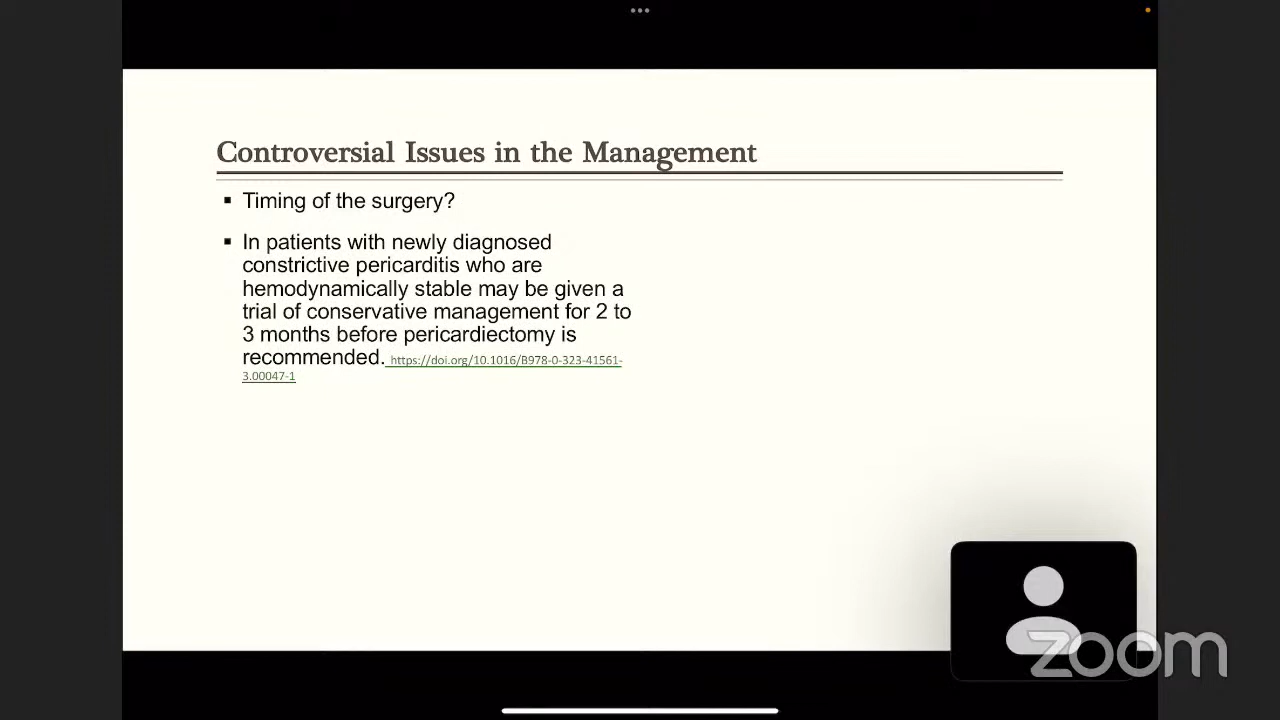 Controversial Issues in the Management
Timing of the surgery?
In patients with newly diagnosed
constrictive pericarditis who are
hemodynamically stable may be given a
trial of conservative management for 2 to
3 months before pericardiectomy is
recommended. https://doi.org/10.1016/B978-0-323-41561-
3.00047-1
zoom